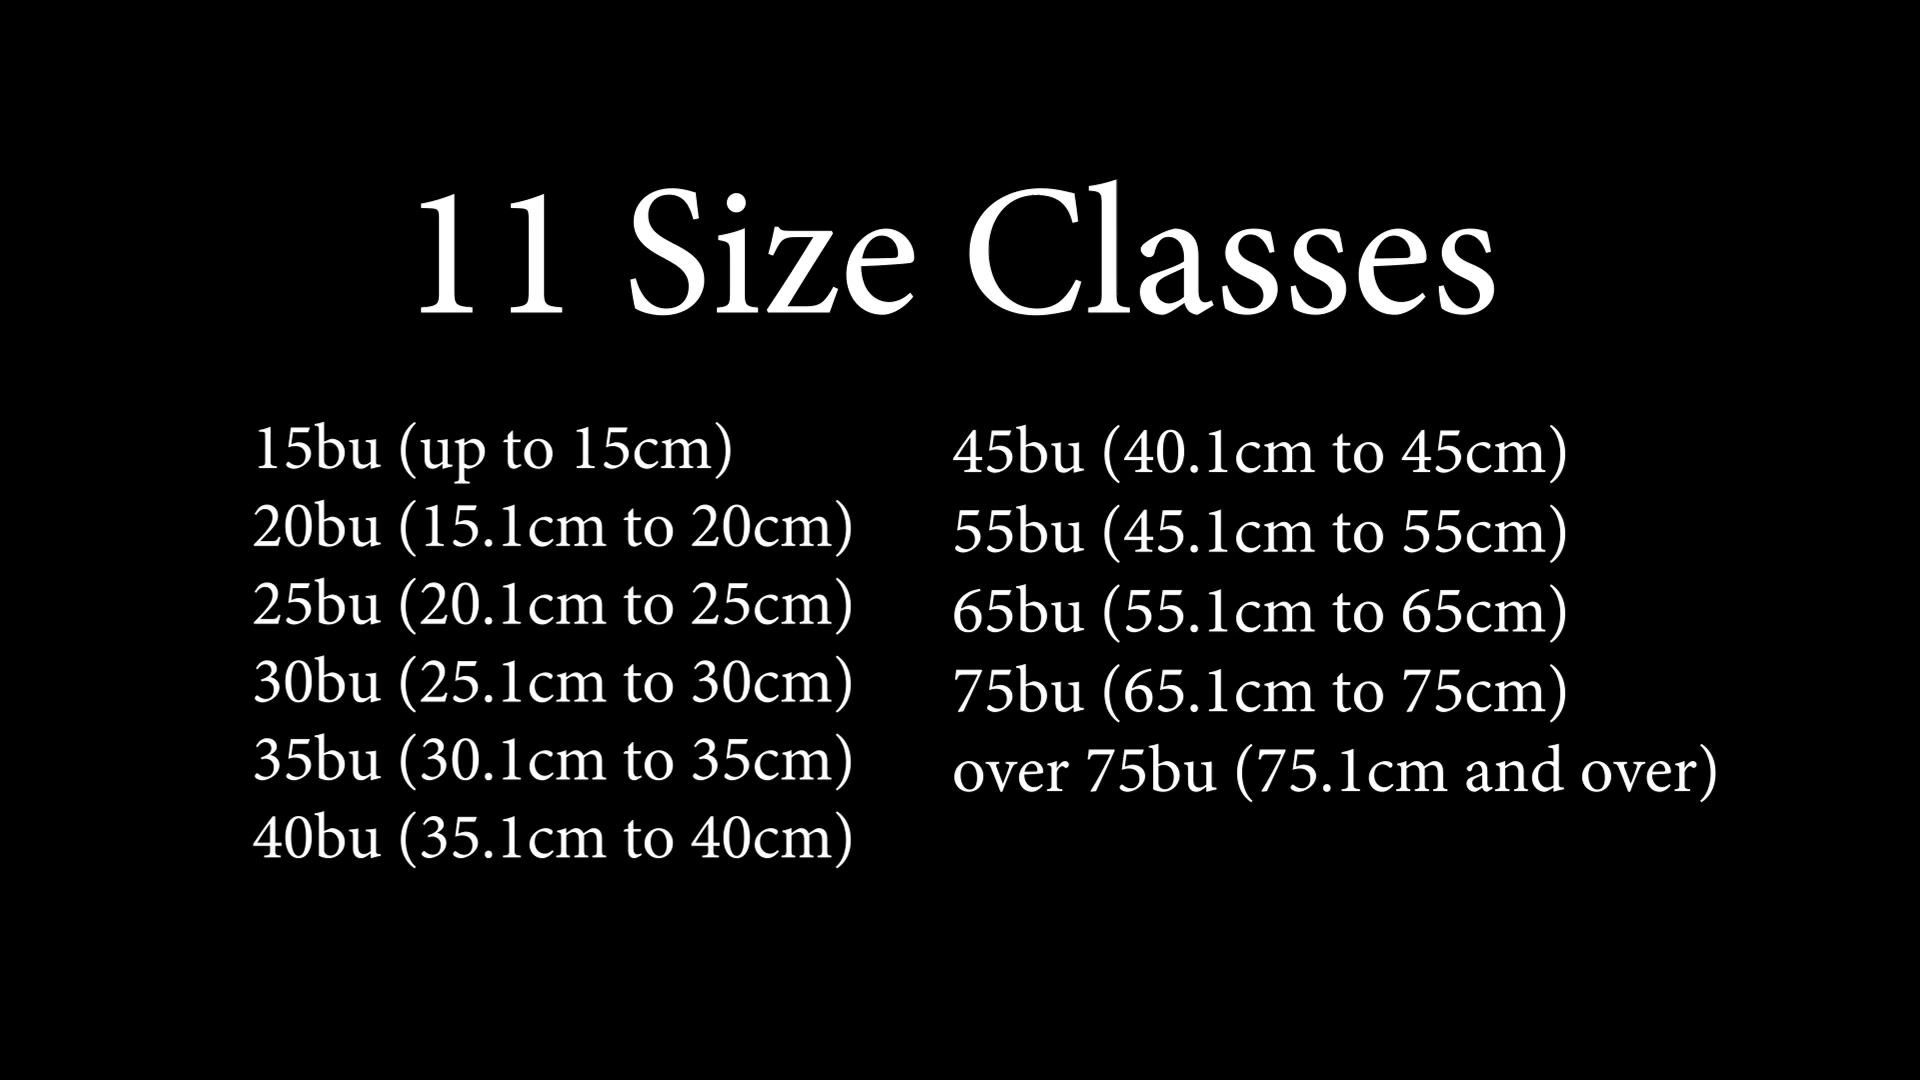 11 Size Classes
15bu (up to 15cm)
20bu (15.1cm to 20cm)
25bu (20.1cm to 25cm)
30bu (25.1cm to 30cm)
35bu (30.1cm to 35cm)
40bu (35.1cm to 40cm)
45bu (40.1cm to 45cm)
55bu (45.1cm to 55cm)
65bu (55.1cm to 65cm)
75bu (65.1cm to 75cm)
over 75bu (75.1cm and over)